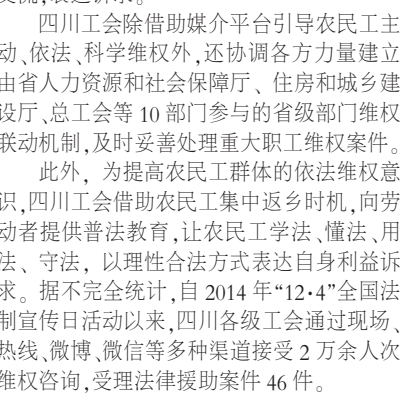 四川工会除借助媒介平台引导农民工主
动、依法、科学维权外,还协调各方力量建立
由省人力资源和社会保障厅、住房和城乡建
设厅、总工会等 10 部门参与的省级部门维权
联动机制,及时妥善处理重大职工维权案件。
此外，为提高农民工群体的依法维权意
识,四川工会借助农民工集中返乡时机,向劳
动者提供普法教育,让农民工学法、懂法、用
法、守法，以理性合法方式表达自身利益诉
求。据不完全统计,自 2014 年“12·4”全国法
制宣传日活动以来,四川各级工会通过现场、
热线、微博、微信等多种渠道接受 2 万余人次
维权咨询,受理法律援助案件 46 件。